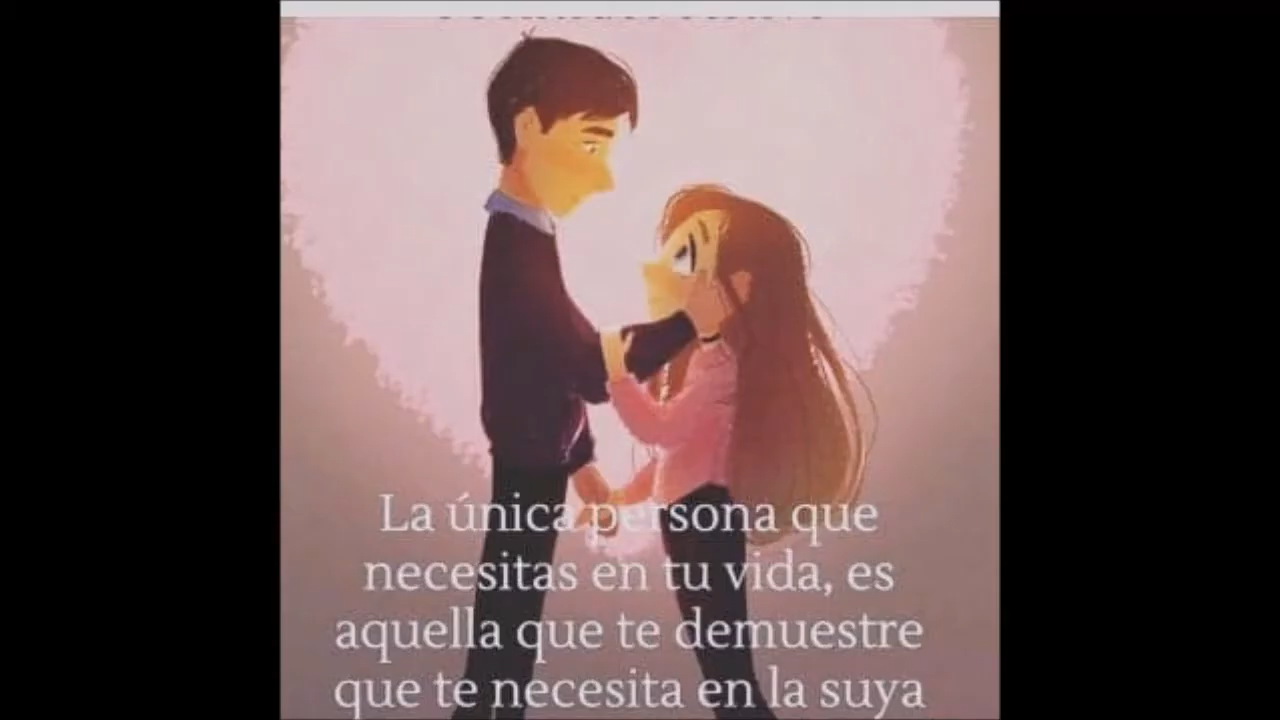 La única persona que
necesitas en tu vida, es
aquella que te demuestre
que te necesita en la suya